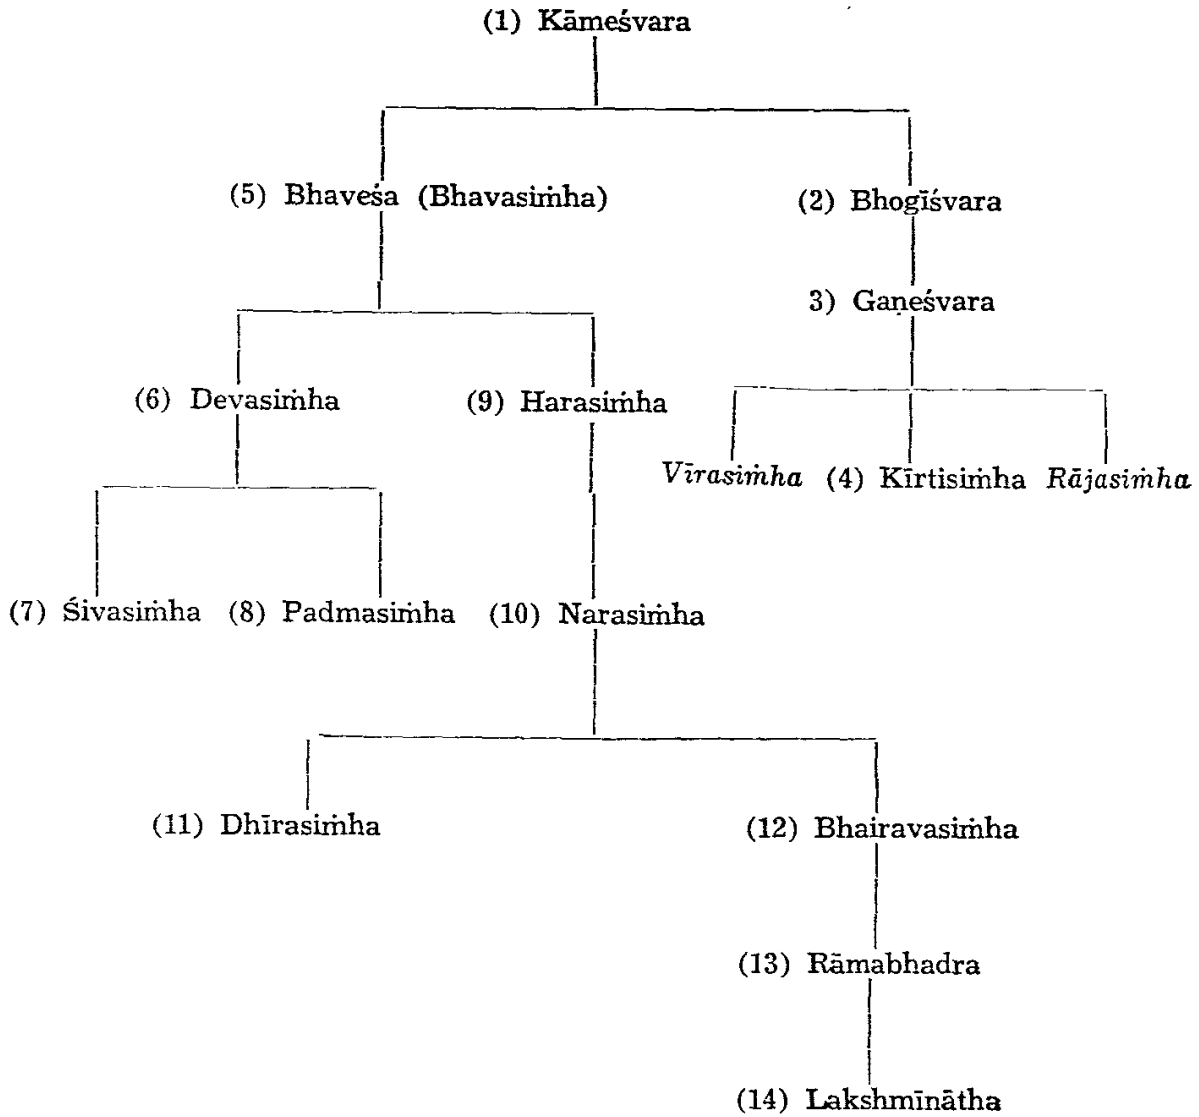 (1) Kāmeśvara
(5) Bhaveśa (Bhavasiṁha) (2) Bhogīśvara
3) Gaṇeśvara
(6) Devasiṁha (9) Harasiṁha
Vīrasiṁha (4) Kīrtisiṁha Rājasiṁha
(7) Śivasiṁha (8) Padmasiṁha (10) Narasiṁha
(11) Dhīrasiṁha (12) Bhairavasiṁha
(13) Rāmabhadra
(14) Lakshmīnātha